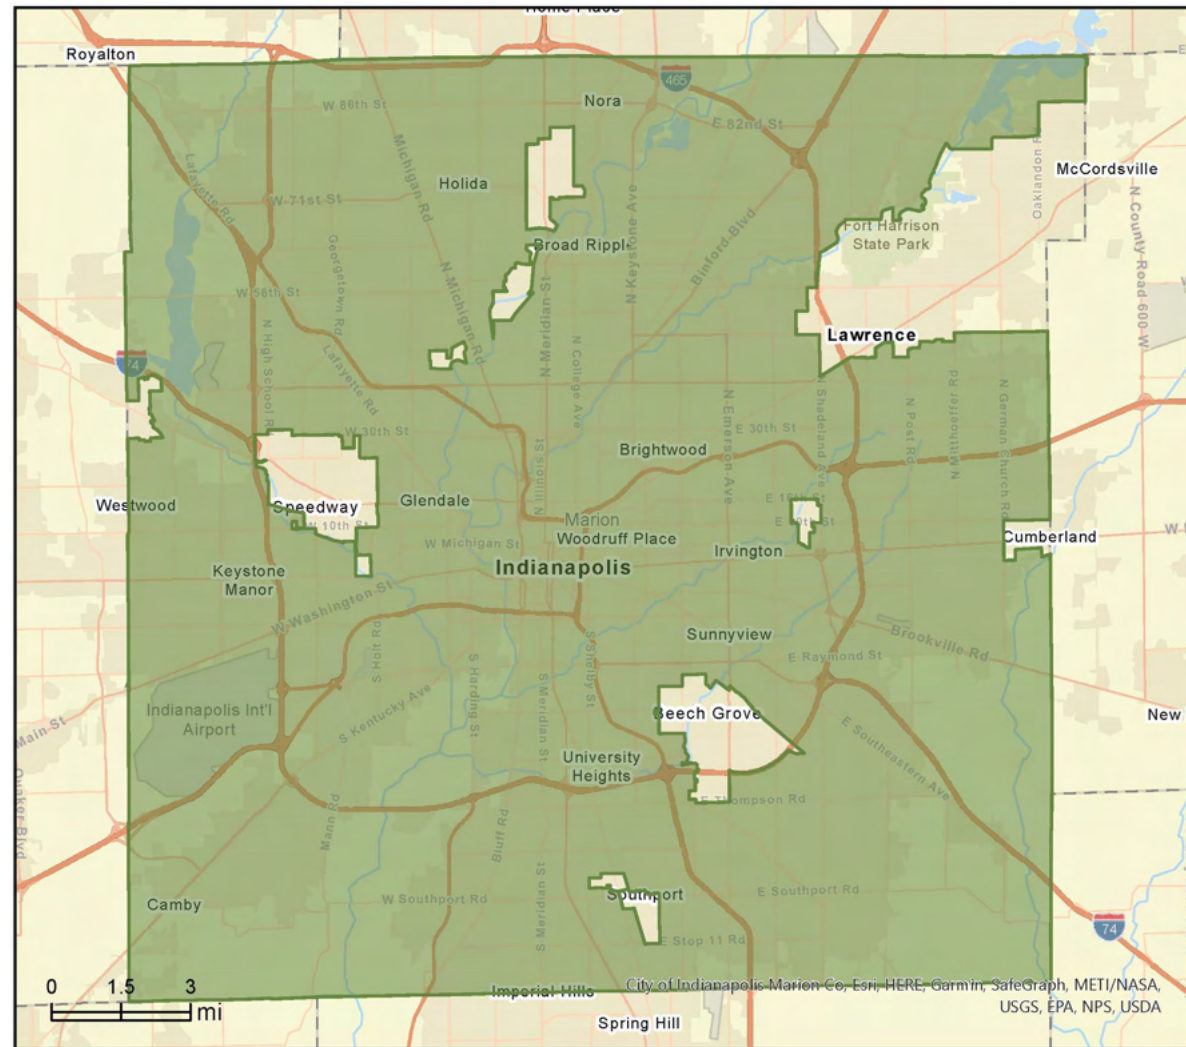 Home Place
Royalton
E
465
Nora
W 86th St
E 82nd St
Michigan Rd
Lafayette Rd
Oaklandon R
McCordsville
Holida
W 71st St
N Keystone Ave
N County Road 600 W
Fort Harrison
State Park
Georgetown Rd
Broad Ripple
Binford Blvd
W 56th St
N Michigan Rd
N Meridian St
N High School R
Lawrence
74
Lafayette Rd
N College Ave
N Emerson Ave
N Shadeland Ave
N Post Rd
N Mitthoeffer Rd
N German Church Rd
W 30th St
E 30th St
N Illinois St
Brightwood
Westwood
Speedway
Glendale
E 16th St
W 10th St
Marion
E 10th St
W
Woodruff Place
Cumberland
W Michigan St
Irvington
Keystone
Manor
Indianapolis
W Washington St
S Holt Rd
Sunnyview
Brookville Rd
S Shelby St
E Raymond St
S Harding St
S Meridian St
S Kentucky Ave
Indianapolis Int'l
Airport
Beech Grove
New
Main St
E Southeastern Ave
University
Heights
Quaker Blvd
Mann Rd
Bluff Rd
E Thompson Rd
Camby
W Southport Rd
Southport
E Southport Rd
S Meridian St
E Stop 11 Rd
74
0 1.5 3
mi
Imperial Hills
City of Indianapolis Marion Co, Esri, HERE, Garmin, SafeGraph, METI/NASA,
USGS, EPA, NPS, USDA
Spring Hill